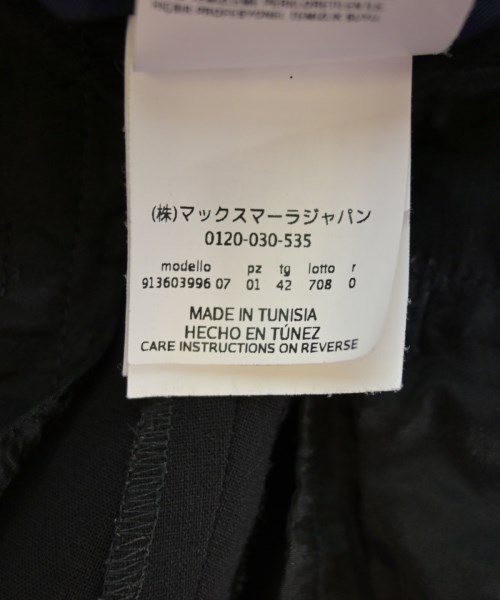 (株)マックスマーラジャパン
0120-030-535
modello pz tg lotto r
913603996 07 01 42 708 0
MADE IN TUNISIA
HECHO EN TÚNEZ
CARE INSTRUCTIONS ON REVERSE